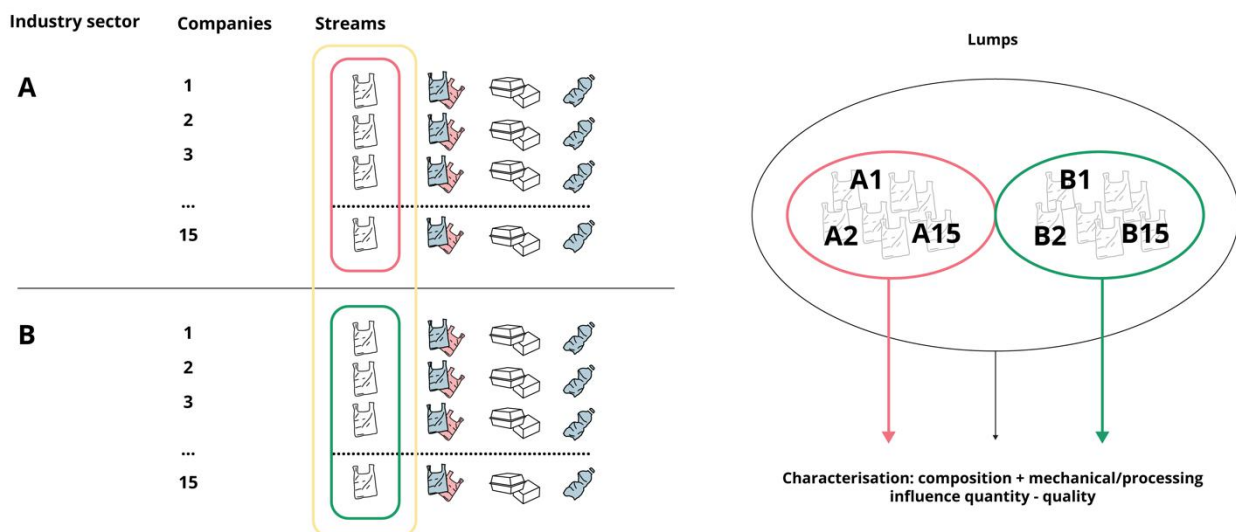 Industry sector Companies Streams
A
1
2
3
...
15
B
1
2
3
...
15
Lumps
A1 B1
A2 A15 B2 B15
Characterisation: composition + mechanical/processing
influence quantity - quality